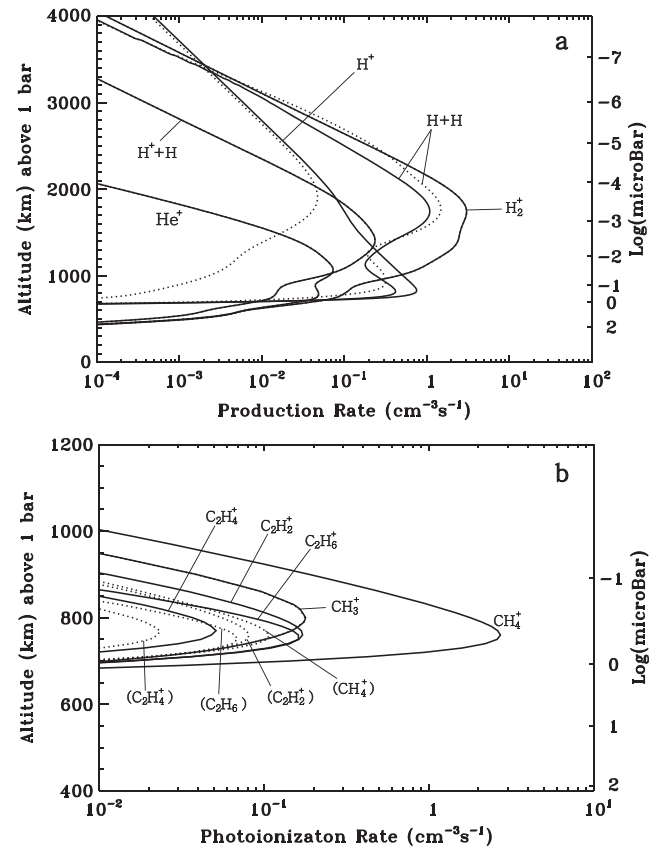 a
Altitude (km) above 1 bar
4000
3000
2000
1000
0
H⁺
H⁺+H
H+H
He⁺
H₂⁺
-7
-6
-5
-4
-3
-2
-1
0
2
Log(microBar)
10⁻⁴ 10⁻³ 10⁻² 10⁻¹ 1 10¹ 10²
Production Rate (cm⁻³s⁻¹)
b
Altitude (km) above 1 bar
1200
1000
800
600
400
C₂H₄⁺
C₂H₂⁺
C₂H₆⁺
CH₃⁺
CH₄⁺
(C₂H₄⁺) (C₂H₆) (C₂H₂⁺) (CH₄⁺)
-1
0
1
2
Log(microBar)
10⁻² 10⁻¹ 1 10¹
Photoionizaton Rate (cm⁻³s⁻¹)